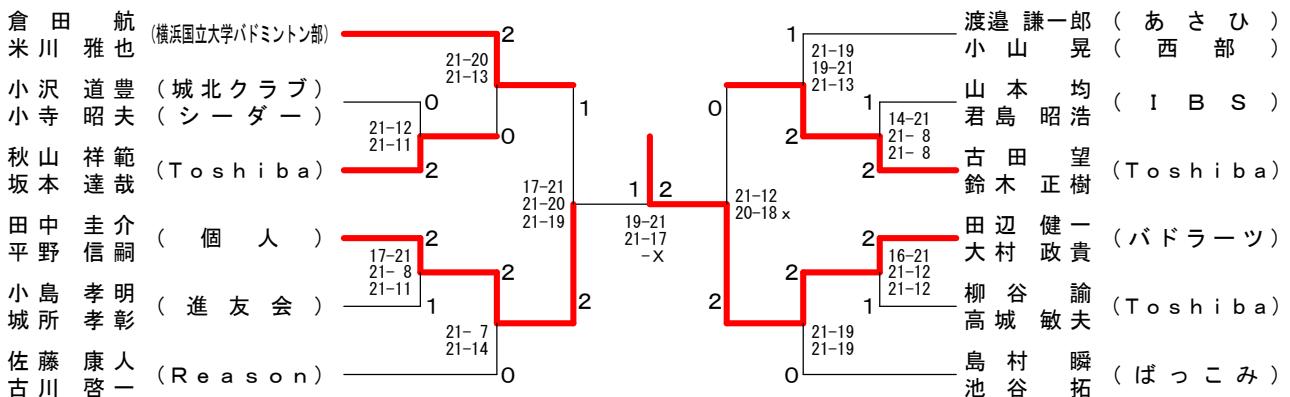 倉田 航
米川 雅也
(横浜国立大学バドミントン部)
小沢 道豊 (城北クラブ)
小寺 昭夫 (シーダー)
秋山 祥範
坂本 達哉
(Toshiba)
田中 圭介
平野 信嗣
(個人)
小島 孝明
城所 孝彰
(進友会)
佐藤 康人
古川 啓一
(Reason)
2
21-20
21-13
0
21-12
21-11
2
0
1
17-21
21-20
21-19
2
17-21
21- 8
21-11
1
2
21- 7
21-14
0
2
1
2
19-21
21-17
-X
0
21-12
20-18 x
2
1
21-19
19-21
21-13
2
1
14-21
21- 8
21- 8
2
2
16-21
21-12
21-12
1
2
21-19
21-19
0
渡邉 謙一郎 (あさひ)
小山 晃 (西部)
山本 均
君島 昭浩
(IBS)
古田 望
鈴木 正樹
(Toshiba)
田辺 健一
大村 政貴
(バドラーツ)
柳谷 諭
高城 敏夫
(Toshiba)
島村 瞬
池谷 拓
(ばっこみ)